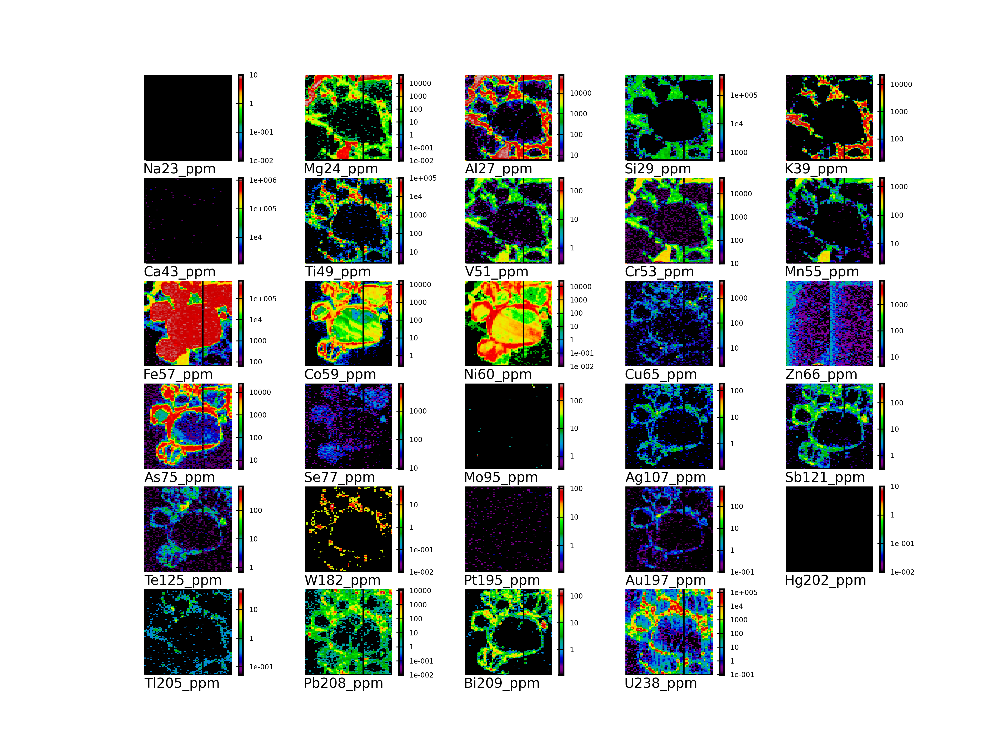 10
1
1e-001
1e-002
Na23_ppm
10000
1000
100
10
1
1e-001
1e-002
Mg24_ppm
10000
1000
100
10
Al27_ppm
1e+005
1e4
1000
Si29_ppm
10000
1000
100
K39_ppm
1e+006
1e+005
1e4
Ca43_ppm
1e+005
1e4
1000
100
10
Ti49_ppm
100
10
1
V51_ppm
10000
1000
100
10
Cr53_ppm
1000
100
10
Mn55_ppm
1e+005
1e4
1000
100
Fe57_ppm
10000
1000
100
10
1
Co59_ppm
10000
1000
100
10
1
1e-001
1e-002
Ni60_ppm
1000
100
10
Cu65_ppm
1000
100
10
Zn66_ppm
10000
1000
100
10
As75_ppm
1000
100
10
Se77_ppm
100
10
1
Mo95_ppm
100
10
1
Ag107_ppm
100
10
1
Sb121_ppm
100
10
1
Te125_ppm
10
1
1e-001
1e-002
W182_ppm
100
10
1
Pt195_ppm
100
10
1
1e-001
Au197_ppm
10
1
1e-001
1e-002
Hg202_ppm
10
1
1e-001
Tl205_ppm
10000
1000
100
10
1
1e-001
1e-002
Pb208_ppm
100
10
1
Bi209_ppm
1e+005
1e4
1000
100
10
1
1e-001
U238_ppm